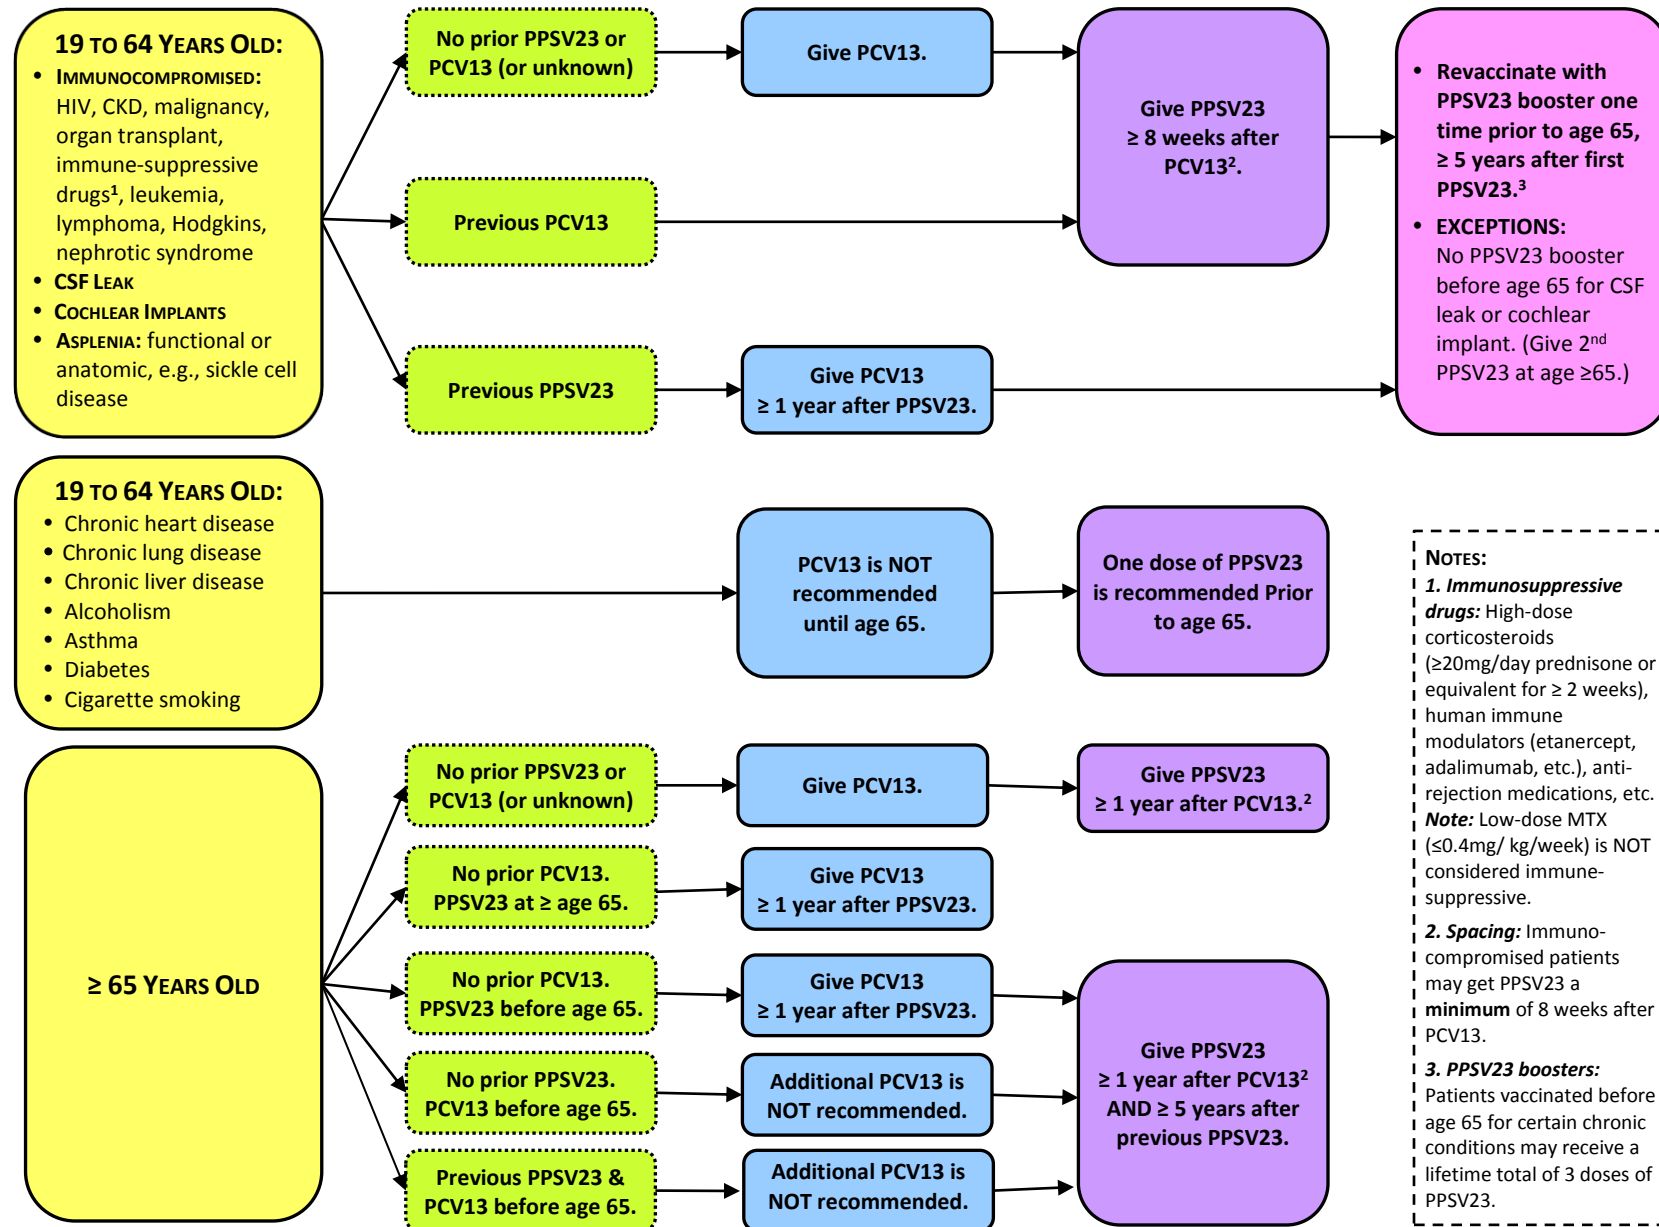 19 TO 64 YEARS OLD:
• IMMUNOCOMPROMISED:
HIV, CKD, malignancy,
organ transplant,
immune-suppressive
drugs¹, leukemia,
lymphoma, Hodgkins,
nephrotic syndrome
• CSF LEAK
• COCHLEAR IMPLANTS
• ASPLENIA: functional or
anatomic, e.g., sickle cell
disease
No prior PPSV23 or
PCV13 (or unknown)
Give PCV13.
Previous PCV13
Give PPSV23
≥ 8 weeks after
PCV13².
Previous PPSV23
Give PCV13
≥ 1 year after PPSV23.
• Revaccinate with
PPSV23 booster one
time prior to age 65,
≥ 5 years after first
PPSV23.³
• EXCEPTIONS:
No PPSV23 booster
before age 65 for CSF
leak or cochlear
implant. (Give 2nd
PPSV23 at age ≥65.)
19 TO 64 YEARS OLD:
• Chronic heart disease
• Chronic lung disease
• Chronic liver disease
• Alcoholism
• Asthma
• Diabetes
• Cigarette smoking
PCV13 is NOT
recommended
until age 65.
One dose of PPSV23
is recommended Prior
to age 65.
≥ 65 YEARS OLD
No prior PPSV23 or
PCV13 (or unknown)
Give PCV13.
Give PPSV23
≥ 1 year after PCV13.²
No prior PCV13.
PPSV23 at ≥ age 65.
Give PCV13
≥ 1 year after PPSV23.
No prior PCV13.
PPSV23 before age 65.
Give PCV13
≥ 1 year after PPSV23.
No prior PPSV23.
PCV13 before age 65.
Additional PCV13 is
NOT recommended.
Previous PPSV23 &
PCV13 before age 65.
Additional PCV13 is
NOT recommended.
Give PPSV23
≥ 1 year after PCV13²
AND ≥ 5 years after
previous PPSV23.
NOTES:
1. Immunosuppressive
drugs: High-dose
corticosteroids
(≥20mg/day prednisone or
equivalent for ≥ 2 weeks),
human immune
modulators (etanercept,
adalimumab, etc.), anti-
rejection medications, etc.
Note: Low-dose MTX
(≤0.4mg/ kg/week) is NOT
considered immune-
suppressive.
2. Spacing: Immuno-
compromised patients
may get PPSV23 a
minimum of 8 weeks after
PCV13.
3. PPSV23 boosters:
Patients vaccinated before
age 65 for certain chronic
conditions may receive a
lifetime total of 3 doses of
PPSV23.